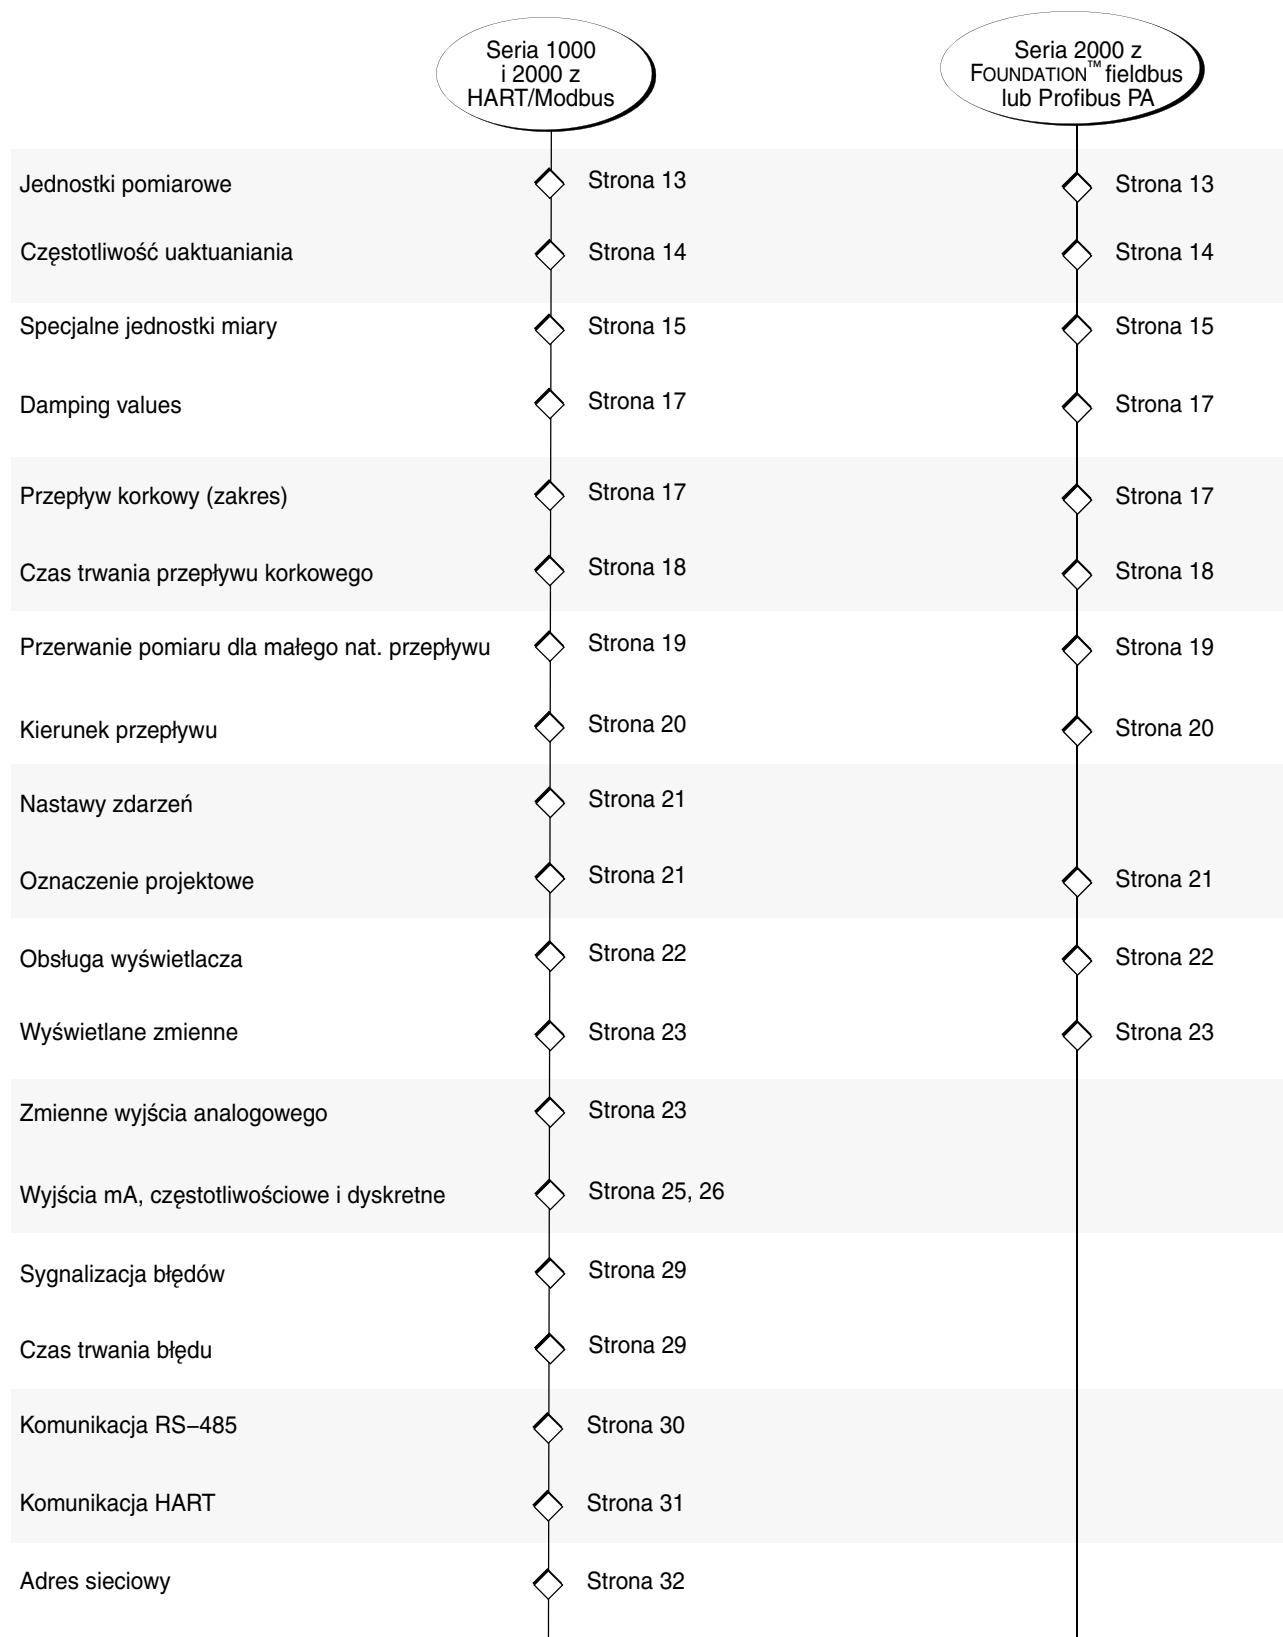 Seria 1000
i 2000 z
HART/Modbus
Seria 2000 z
FOUNDATION™ fieldbus
lub Profibus PA
Jednostki pomiarowe Strona 13 Strona 13
Częstotliwość uaktuaniania Strona 14 Strona 14
Specjalne jednostki miary Strona 15 Strona 15
Damping values Strona 17 Strona 17
Przepływ korkowy (zakres) Strona 17 Strona 17
Czas trwania przepływu korkowego Strona 18 Strona 18
Przerwanie pomiaru dla małego nat. przepływu Strona 19 Strona 19
Kierunek przepływu Strona 20 Strona 20
Nastawy zdarzeń Strona 21
Oznaczenie projektowe Strona 21 Strona 21
Obsługa wyświetlacza Strona 22 Strona 22
Wyświetlane zmienne Strona 23 Strona 23
Zmienne wyjścia analogowego Strona 23
Wyjścia mA, częstotliwościowe i dyskretne Strona 25, 26
Sygnalizacja błędów Strona 29
Czas trwania błędu Strona 29
Komunikacja RS–485 Strona 30
Komunikacja HART Strona 31
Adres sieciowy Strona 32